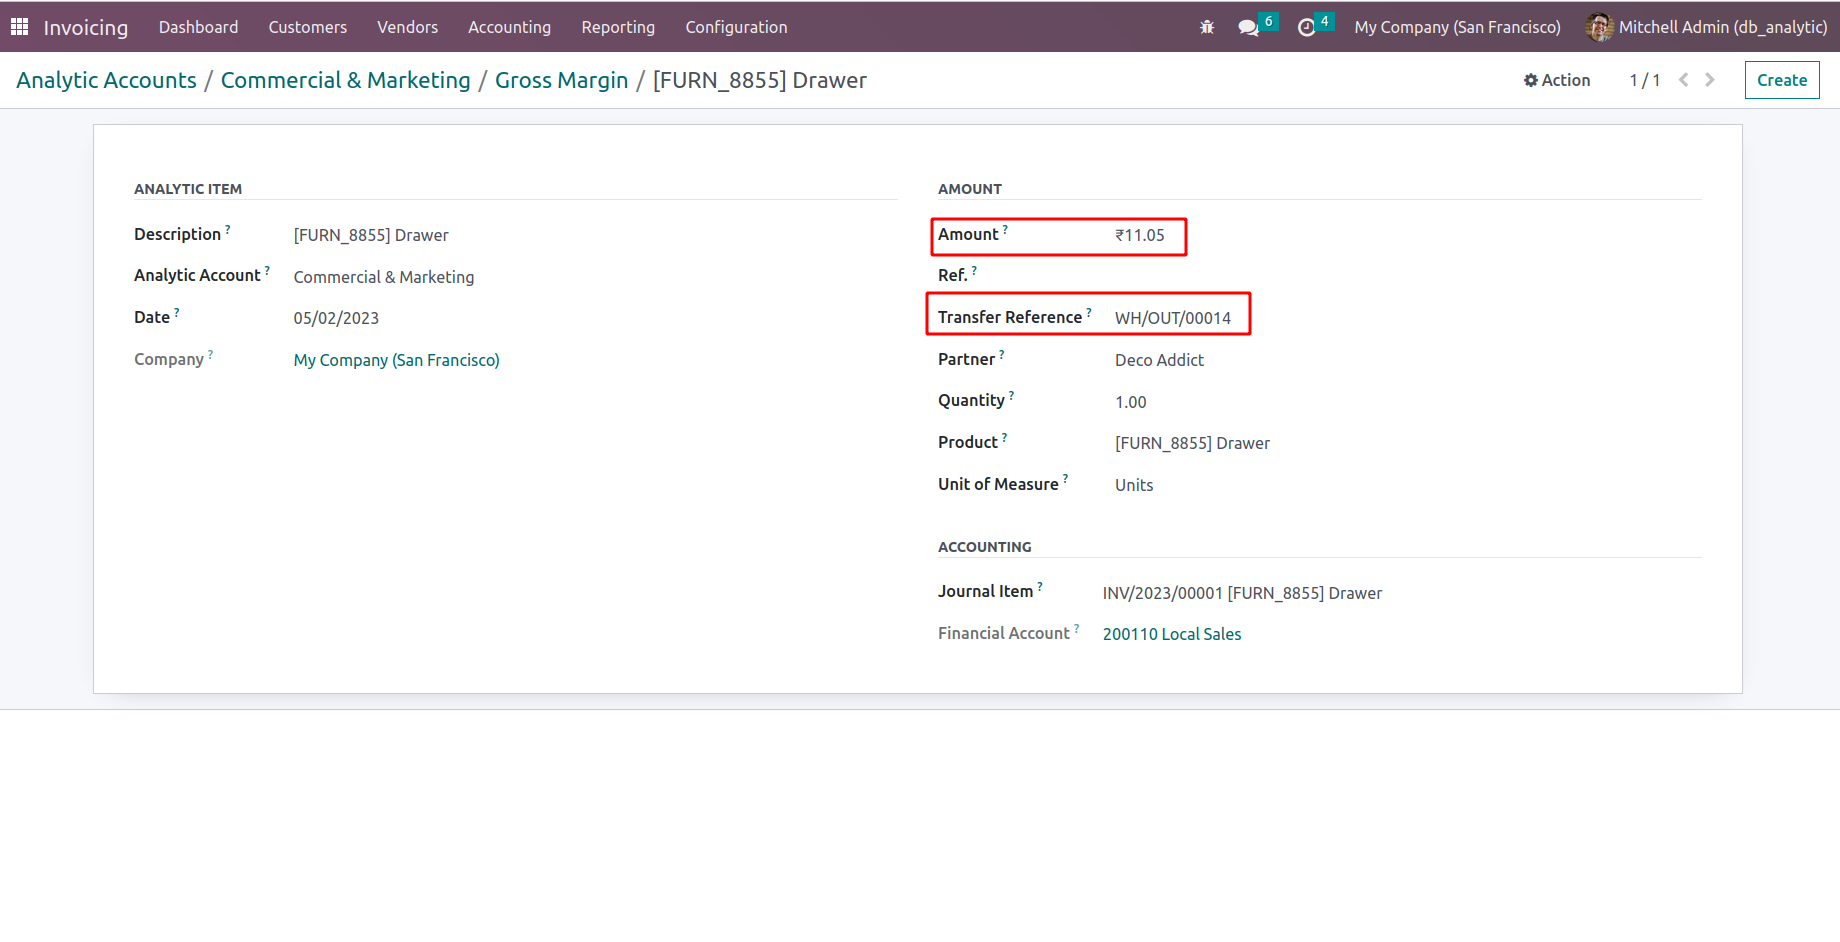 Invoicing Dashboard Customers Vendors Accounting Reporting Configuration 6 4 My Company (San Francisco) Mitchell Admin (db_analytic)
Analytic Accounts / Commercial & Marketing / Gross Margin / [FURN_8855] Drawer Action 1 / 1 Create
ANALYTIC ITEM
Description ? [FURN_8855] Drawer
Analytic Account ? Commercial & Marketing
Date ? 05/02/2023
Company ? My Company (San Francisco)
AMOUNT
Amount ? ₹11.05
Ref. ?
Transfer Reference ? WH/OUT/00014
Partner ? Deco Addict
Quantity ? 1.00
Product ? [FURN_8855] Drawer
Unit of Measure ? Units
ACCOUNTING
Journal Item ? INV/2023/00001 [FURN_8855] Drawer
Financial Account ? 200110 Local Sales